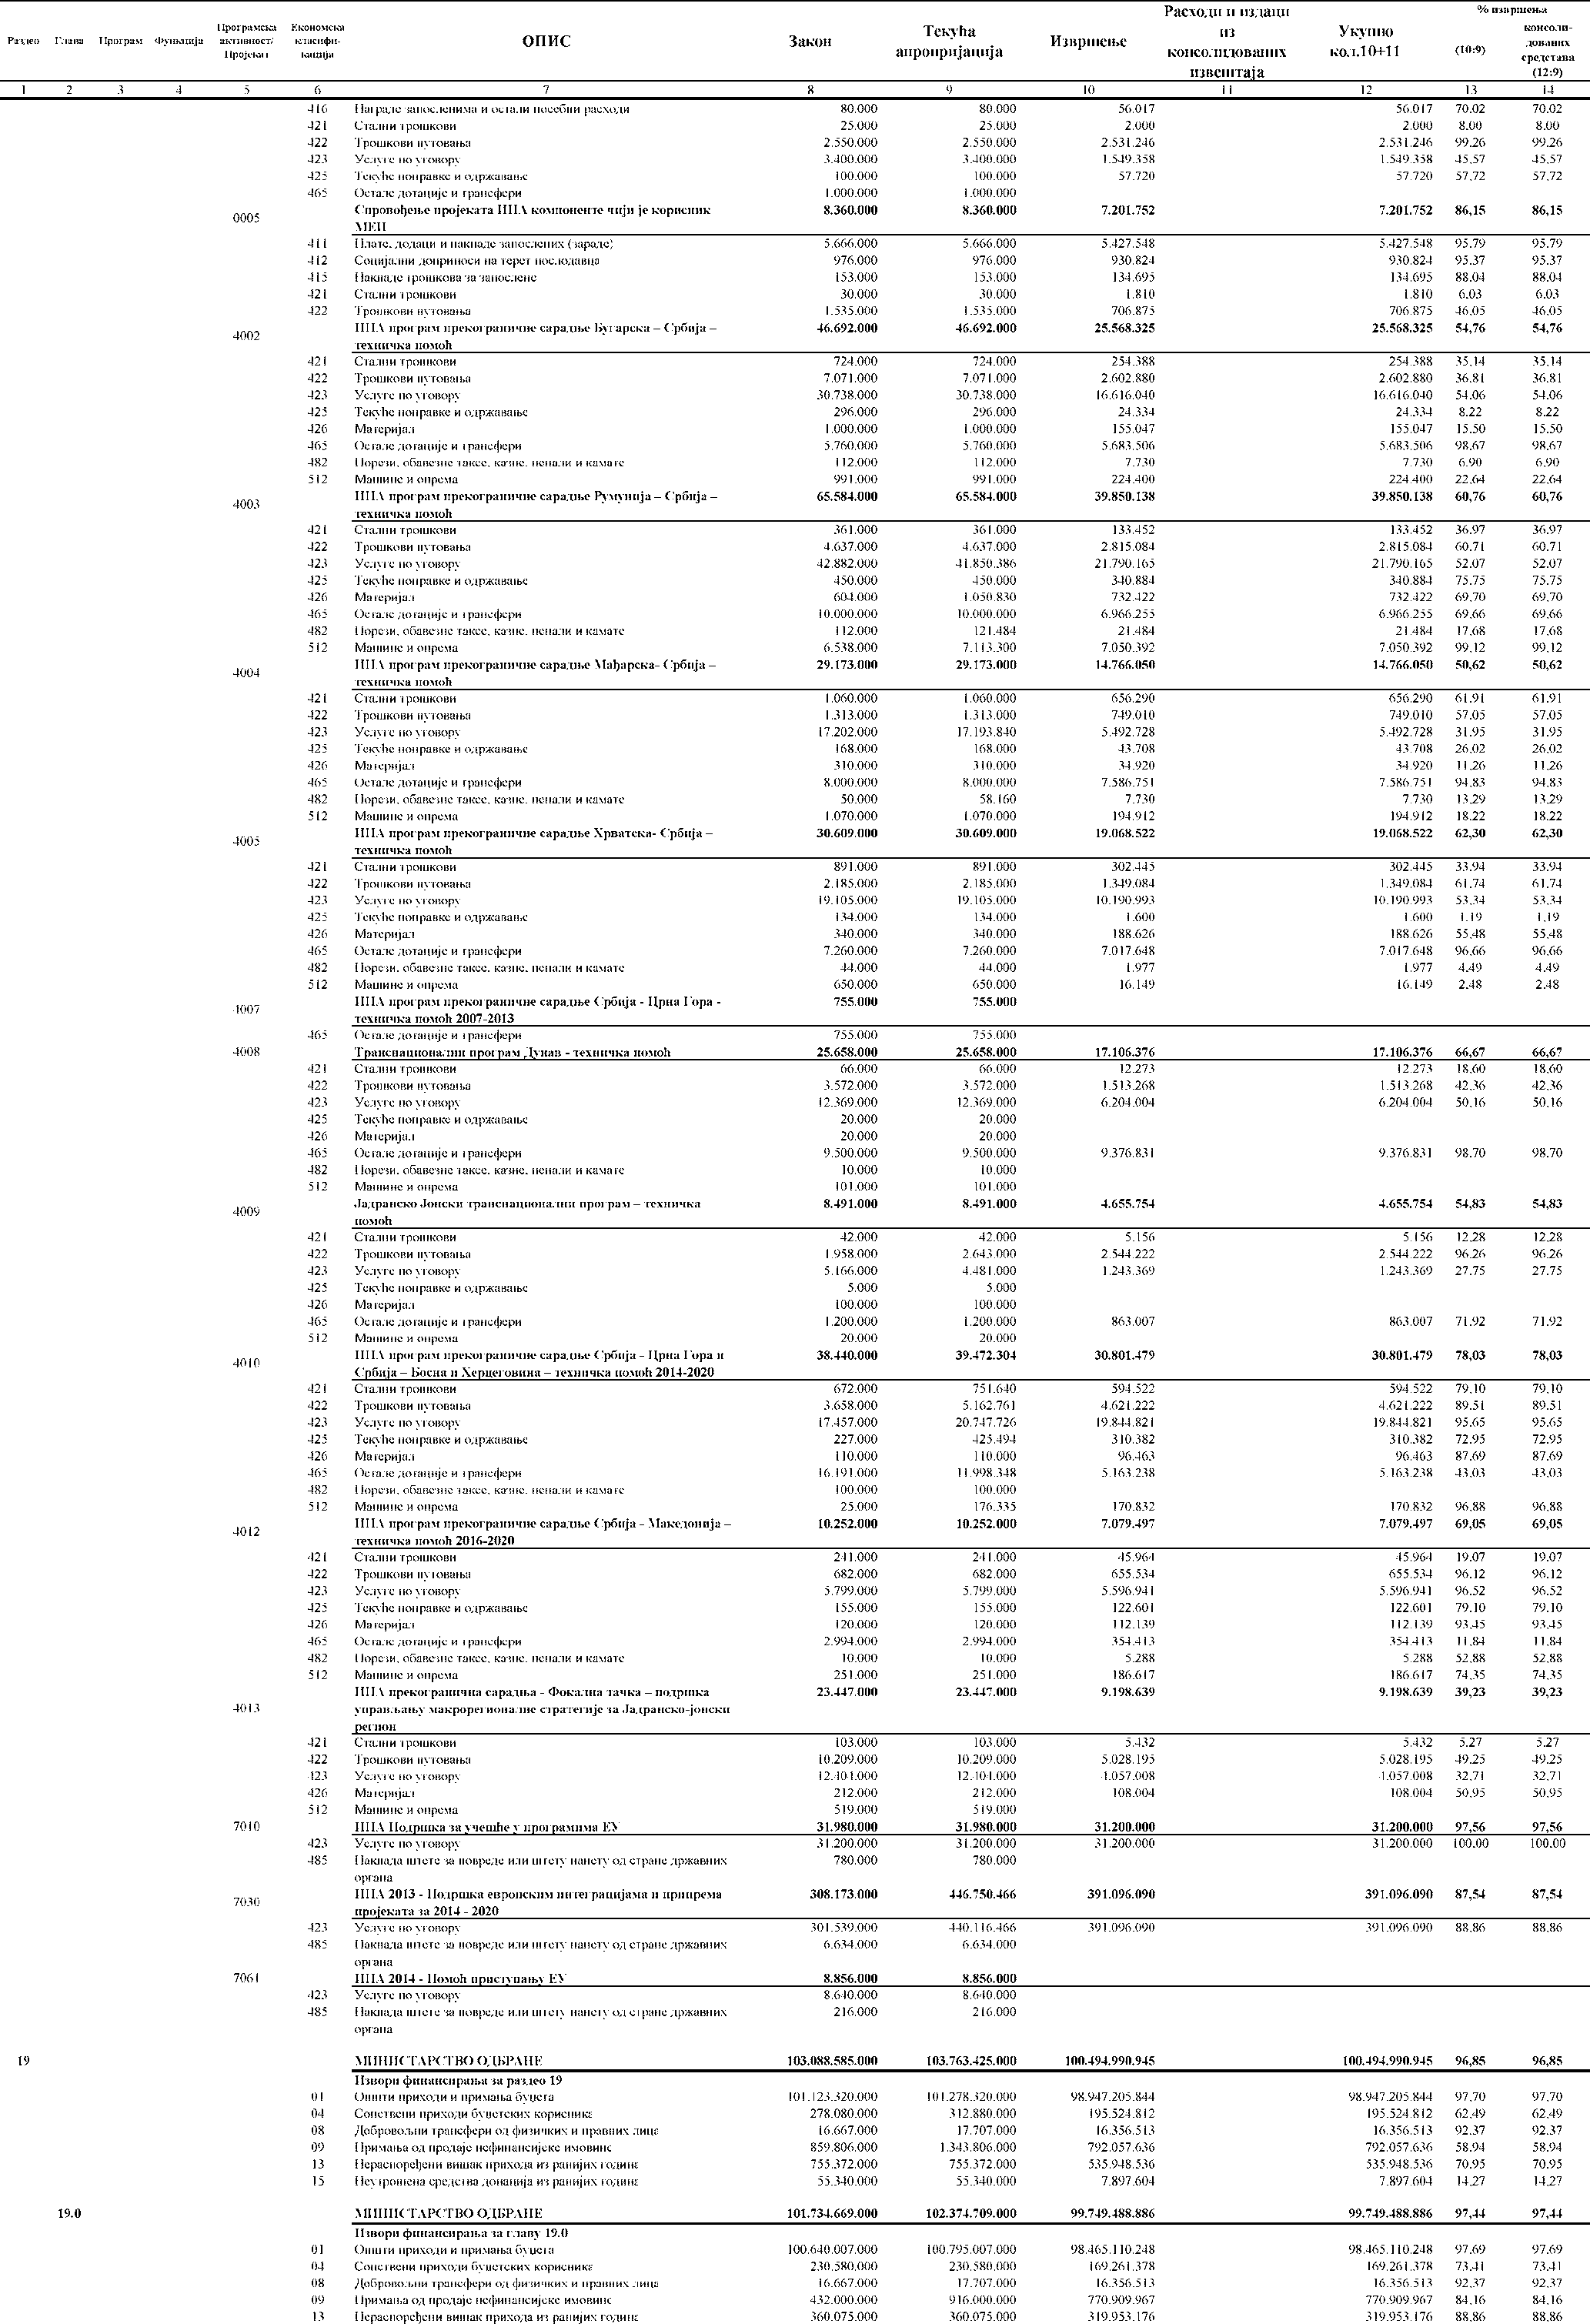 Раздео Глава Програм Функција Програмска активност/ Пројекат Економска класифи- кација ОПИС Закон Текућа апропријација Извршење Расходи и издаци из консолидованих извештаја Укупно кол.10+11 % извршења (10:9) консоли- дованих средстава (12:9)
1 2 3 4 5 6 7 8 9 10 11 12 13 14
416 Награде запосленима и остали посебни расходи 80.000 80.000 56.017 56.017 70,02 70,02
421 Стални трошкови 25.000 25.000 2.000 2.000 8,00 8,00
422 Трошкови путовања 2.550.000 2.550.000 2.531.246 2.531.246 99,26 99,26
423 Услуге по уговору 3.400.000 3.400.000 1.549.358 1.549.358 45,57 45,57
425 Текуће поправке и одржавање 100.000 100.000 57.720 57.720 57,72 57,72
465 Остале дотације и трансфери 1.000.000 1.000.000
0005 Спровођење пројеката ИПА компоненте чији је корисник 8.360.000 8.360.000 7.201.752 7.201.752 86,15 86,15
МЕИ
411 Плате, додаци и накнаде запослених (зараде) 5.666.000 5.666.000 5.427.548 5.427.548 95,79 95,79
412 Социјални доприноси на терет послодавца 976.000 976.000 930.824 930.824 95,37 95,37
415 Накнаде трошкова за запослене 153.000 153.000 134.695 134.695 88,04 88,04
421 Стални трошкови 30.000 30.000 1.810 1.810 6,03 6,03
422 Трошкови путовања 1.535.000 1.535.000 706.875 706.875 46,05 46,05
4002 ИПА програм прекограничне сарадње Бугарска – Србија – 46.692.000 46.692.000 25.568.325 25.568.325 54,76 54,76
техничка помоћ
421 Стални трошкови 724.000 724.000 254.388 254.388 35,14 35,14
422 Трошкови путовања 7.071.000 7.071.000 2.602.880 2.602.880 36,81 36,81
423 Услуге по уговору 30.738.000 30.738.000 16.616.040 16.616.040 54,06 54,06
425 Текуће поправке и одржавање 296.000 296.000 24.334 24.334 8,22 8,22
426 Материјал 1.000.000 1.000.000 155.047 155.047 15,50 15,50
465 Остале дотације и трансфери 5.760.000 5.760.000 5.683.506 5.683.506 98,67 98,67
482 Порези, обавезне таксе, казне, пенали и камате 112.000 112.000 7.730 7.730 6,90 6,90
512 Машине и опрема 991.000 991.000 224.400 224.400 22,64 22,64
4003 ИПА програм прекограничне сарадње Румунија – Србија – 65.584.000 65.584.000 39.850.138 39.850.138 60,76 60,76
техничка помоћ
421 Стални трошкови 361.000 361.000 133.452 133.452 36,97 36,97
422 Трошкови путовања 4.637.000 4.637.000 2.815.084 2.815.084 60,71 60,71
423 Услуге по уговору 42.882.000 41.850.386 21.790.165 21.790.165 52,07 52,07
425 Текуће поправке и одржавање 450.000 450.000 340.884 340.884 75,75 75,75
426 Материјал 604.000 1.050.830 732.422 732.422 69,70 69,70
465 Остале дотације и трансфери 10.000.000 10.000.000 6.966.255 6.966.255 69,66 69,66
482 Порези, обавезне таксе, казне, пенали и камате 112.000 121.484 21.484 21.484 17,68 17,68
512 Машине и опрема 6.538.000 7.113.300 7.050.392 7.050.392 99,12 99,12
4004 ИПА програм прекограничне сарадње Мађарска- Србија – 29.173.000 29.173.000 14.766.050 14.766.050 50,62 50,62
техничка помоћ
421 Стални трошкови 1.060.000 1.060.000 656.290 656.290 61,91 61,91
422 Трошкови путовања 1.313.000 1.313.000 749.010 749.010 57,05 57,05
423 Услуге по уговору 17.202.000 17.193.840 5.492.728 5.492.728 31,95 31,95
425 Текуће поправке и одржавање 168.000 168.000 43.708 43.708 26,02 26,02
426 Материјал 310.000 310.000 34.920 34.920 11,26 11,26
465 Остале дотације и трансфери 8.000.000 8.000.000 7.586.751 7.586.751 94,83 94,83
482 Порези, обавезне таксе, казне, пенали и камате 50.000 58.160 7.730 7.730 13,29 13,29
512 Машине и опрема 1.070.000 1.070.000 194.912 194.912 18,22 18,22
4005 ИПА програм прекограничне сарадње Хрватска- Србија – 30.609.000 30.609.000 19.068.522 19.068.522 62,30 62,30
техничка помоћ
421 Стални трошкови 891.000 891.000 302.445 302.445 33,94 33,94
422 Трошкови путовања 2.185.000 2.185.000 1.349.084 1.349.084 61,74 61,74
423 Услуге по уговору 19.105.000 19.105.000 10.190.993 10.190.993 53,34 53,34
425 Текуће поправке и одржавање 134.000 134.000 1.600 1.600 1,19 1,19
426 Материјал 340.000 340.000 188.626 188.626 55,48 55,48
465 Остале дотације и трансфери 7.260.000 7.260.000 7.017.648 7.017.648 96,66 96,66
482 Порези, обавезне таксе, казне, пенали и камате 44.000 44.000 1.977 1.977 4,49 4,49
512 Машине и опрема 650.000 650.000 16.149 16.149 2,48 2,48
4007 ИПА програм прекограничне сарадње Србија - Црна Гора - 755.000 755.000
техничка помоћ 2007-2013
465 Остале дотације и трансфери 755.000 755.000
4008 Транснационални програм Дунав - техничка помоћ 25.658.000 25.658.000 17.106.376 17.106.376 66,67 66,67
421 Стални трошкови 66.000 66.000 12.273 12.273 18,60 18,60
422 Трошкови путовања 3.572.000 3.572.000 1.513.268 1.513.268 42,36 42,36
423 Услуге по уговору 12.369.000 12.369.000 6.204.004 6.204.004 50,16 50,16
425 Текуће поправке и одржавање 20.000 20.000
426 Материјал 20.000 20.000
465 Остале дотације и трансфери 9.500.000 9.500.000 9.376.831 9.376.831 98,70 98,70
482 Порези, обавезне таксе, казне, пенали и камате 10.000 10.000
512 Машине и опрема 101.000 101.000
4009 Јадранско Јонски транснационални програм – техничка 8.491.000 8.491.000 4.655.754 4.655.754 54,83 54,83
помоћ
421 Стални трошкови 42.000 42.000 5.156 5.156 12,28 12,28
422 Трошкови путовања 1.958.000 2.643.000 2.544.222 2.544.222 96,26 96,26
423 Услуге по уговору 5.166.000 4.481.000 1.243.369 1.243.369 27,75 27,75
425 Текуће поправке и одржавање 5.000 5.000
426 Материјал 100.000 100.000
465 Остале дотације и трансфери 1.200.000 1.200.000 863.007 863.007 71,92 71,92
512 Машине и опрема 20.000 20.000
4010 ИПА програм прекограничне сарадње Србија - Црна Гора и 38.440.000 39.472.304 30.801.479 30.801.479 78,03 78,03
Србија – Босна и Херцеговина – техничка помоћ 2014-2020
421 Стални трошкови 672.000 751.640 594.522 594.522 79,10 79,10
422 Трошкови путовања 3.658.000 5.162.761 4.621.222 4.621.222 89,51 89,51
423 Услуге по уговору 17.457.000 20.747.726 19.844.821 19.844.821 95,65 95,65
425 Текуће поправке и одржавање 227.000 425.494 310.382 310.382 72,95 72,95
426 Материјал 110.000 110.000 96.463 96.463 87,69 87,69
465 Остале дотације и трансфери 16.191.000 11.998.348 5.163.238 5.163.238 43,03 43,03
482 Порези, обавезне таксе, казне, пенали и камате 100.000 100.000
512 Машине и опрема 25.000 176.335 170.832 170.832 96,88 96,88
4012 ИПА програм прекограничне сарадње Србија - Македонија – 10.252.000 10.252.000 7.079.497 7.079.497 69,05 69,05
техничка помоћ 2016-2020
421 Стални трошкови 241.000 241.000 45.964 45.964 19,07 19,07
422 Трошкови путовања 682.000 682.000 655.534 655.534 96,12 96,12
423 Услуге по уговору 5.799.000 5.799.000 5.596.941 5.596.941 96,52 96,52
425 Текуће поправке и одржавање 155.000 155.000 122.601 122.601 79,10 79,10
426 Материјал 120.000 120.000 112.139 112.139 93,45 93,45
465 Остале дотације и трансфери 2.994.000 2.994.000 354.413 354.413 11,84 11,84
482 Порези, обавезне таксе, казне, пенали и камате 10.000 10.000 5.288 5.288 52,88 52,88
512 Машине и опрема 251.000 251.000 186.617 186.617 74,35 74,35
4013 ИПА прекогранична сарадња - Фокална тачка – подршка 23.447.000 23.447.000 9.198.639 9.198.639 39,23 39,23
управљању макрорегионалне стратегије за Јадранско-јонски
регион
421 Стални трошкови 103.000 103.000 5.432 5.432 5,27 5,27
422 Трошкови путовања 10.209.000 10.209.000 5.028.195 5.028.195 49,25 49,25
423 Услуге по уговору 12.404.000 12.404.000 4.057.008 4.057.008 32,71 32,71
426 Материјал 212.000 212.000 108.004 108.004 50,95 50,95
512 Машине и опрема 519.000 519.000
7010 ИПА Подршка за учешће у програмима ЕУ 31.980.000 31.980.000 31.200.000 31.200.000 97,56 97,56
423 Услуге по уговору 31.200.000 31.200.000 31.200.000 31.200.000 100,00 100,00
485 Накнада штете за повреде или штету нанету од стране државних 780.000 780.000
органа
7030 ИПА 2013 - Подршка европским интеграцијама и припрема 308.173.000 446.750.466 391.096.090 391.096.090 87,54 87,54
пројеката за 2014 - 2020
423 Услуге по уговору 301.539.000 440.116.466 391.096.090 391.096.090 88,86 88,86
485 Накнада штете за повреде или штету нанету од стране државних 6.634.000 6.634.000
органа
7061 ИПА 2014 - Помоћ приступању ЕУ 8.856.000 8.856.000
423 Услуге по уговору 8.640.000 8.640.000
485 Накнада штете за повреде или штету нанету од стране државних 216.000 216.000
органа
19 МИНИСТАРСТВО ОДБРАНЕ 103.088.585.000 103.763.425.000 100.494.990.945 100.494.990.945 96,85 96,85
Извори финансирања за раздео 19
01 Општи приходи и примања буџета 101.123.320.000 101.278.320.000 98.947.205.844 98.947.205.844 97,70 97,70
04 Сопствени приходи буџетских корисника 278.080.000 312.880.000 195.524.812 195.524.812 62,49 62,49
08 Добровољни трансфери од физичких и правних лица 16.667.000 17.707.000 16.356.513 16.356.513 92,37 92,37
09 Примања од продаје нефинансијске имовине 859.806.000 1.343.806.000 792.057.636 792.057.636 58,94 58,94
13 Нераспоређени вишак прихода из ранијих година 755.372.000 755.372.000 535.948.536 535.948.536 70,95 70,95
15 Неутрошена средства донација из ранијих година 55.340.000 55.340.000 7.897.604 7.897.604 14,27 14,27
19.0 МИНИСТАРСТВО ОДБРАНЕ 101.734.669.000 102.374.709.000 99.749.488.886 99.749.488.886 97,44 97,44
Извори финансирања за главу 19.0
01 Општи приходи и примања буџета 100.640.007.000 100.795.007.000 98.465.110.248 98.465.110.248 97,69 97,69
04 Сопствени приходи буџетских корисника 230.580.000 230.580.000 169.261.378 169.261.378 73,41 73,41
08 Добровољни трансфери од физичких и правних лица 16.667.000 17.707.000 16.356.513 16.356.513 92,37 92,37
09 Примања од продаје нефинансијске имовине 432.000.000 916.000.000 770.909.967 770.909.967 84,16 84,16
13 Нераспоређени вишак прихода из ранијих година 360.075.000 360.075.000 319.953.176 319.953.176 88,86 88,86